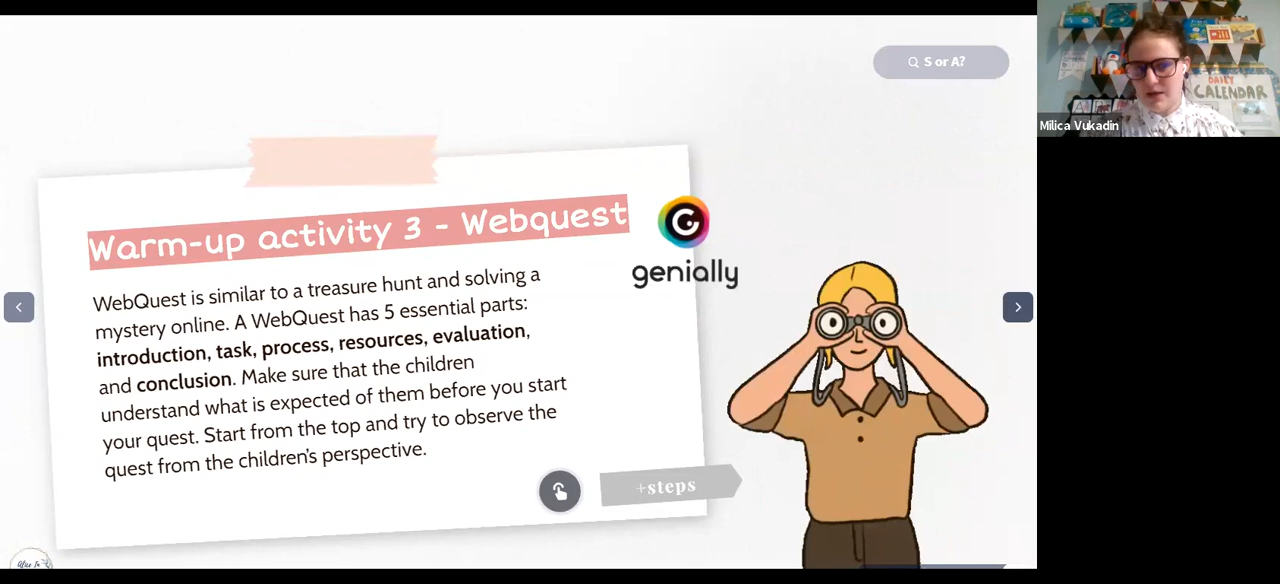 S or A?
Warm-up activity 3 - Webquest
genially
WebQuest is similar to a treasure hunt and solving a
mystery online. A WebQuest has 5 essential parts:
introduction, task, process, resources, evaluation,
and conclusion. Make sure that the children
understand what is expected of them before you start
your quest. Start from the top and try to observe the
quest from the children's perspective.
+steps
Milica Vukadin
DAILY
CALENDAR